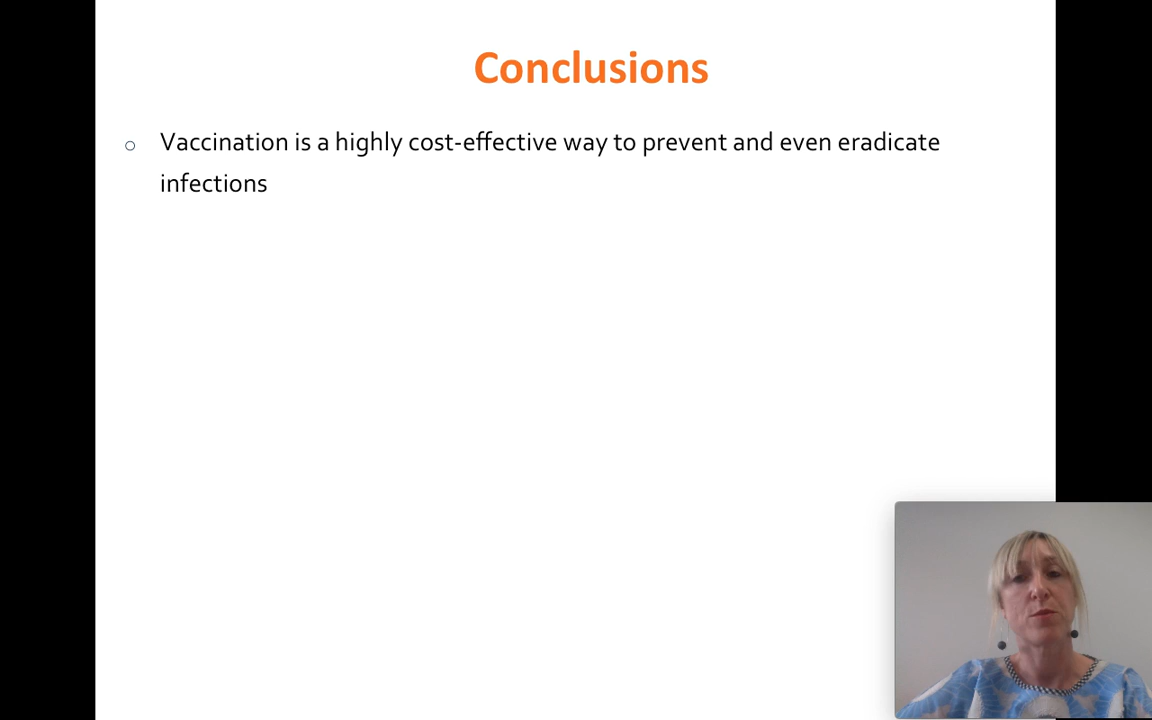 Conclusions
Vaccination is a highly cost-effective way to prevent and even eradicate
infections